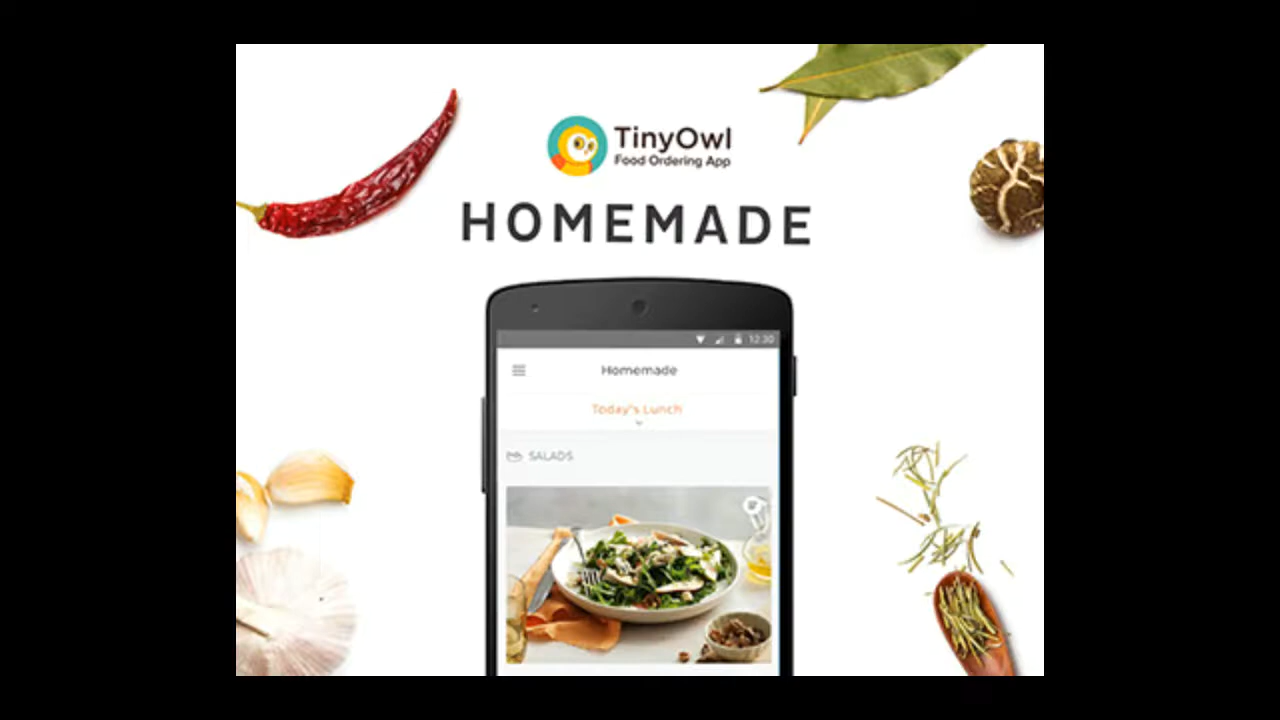 TinyOwl
Food Ordering App
HOMEMADE
12:30
Homemade
Today's Lunch
SALADS